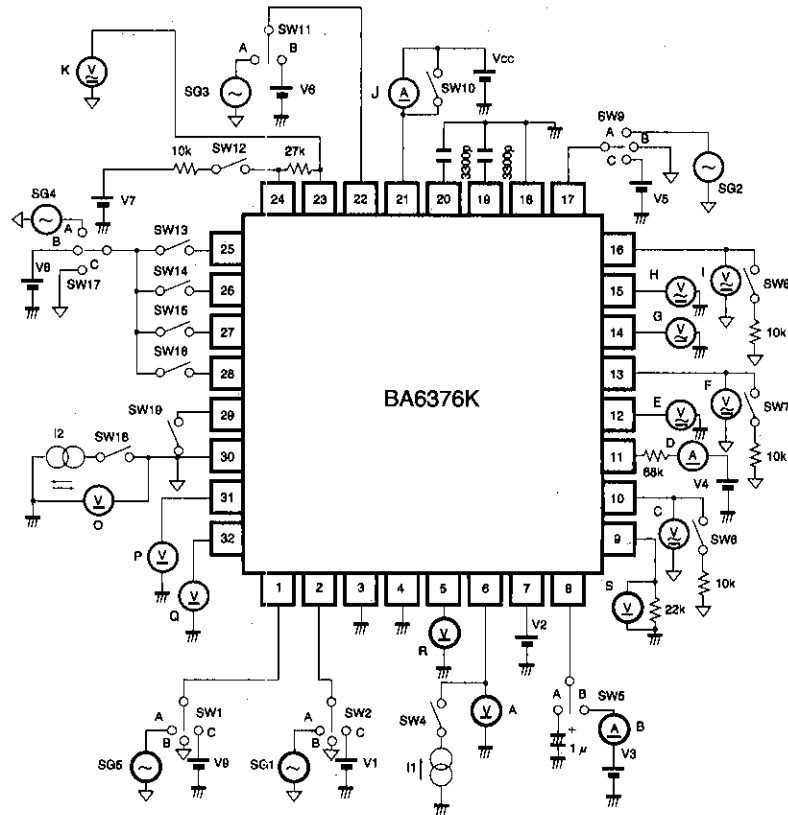 SW11
A
B
K
V
SG3
V6
J
A
SW10
Vcc
10k
SW12
27k
3300p
3300p
SW9
A
B
C
SG2
V5
SG4
V7
24
23
22
21
20
19
18
17
A
B
C
V8
SW17
SW13
25
SW14
26
SW15
27
SW16
28
SW19
29
I2
SW18
30
V
O
31
32
P
V
Q
V
BA6376K
16
H
V
I
V
SW8
15
G
V
14
10k
13
F
V
SW7
12
E
V
D
A
11
68k
V4
10k
10
C
V
SW6
9
S
V
22k
10k
1
2
3
4
5
6
7
8
V
R
V2
A
SW1
B
C
SG5
V9
A
SW2
B
C
SG1
V1
SW4
V
A
I1
A
B
SW5
+
1 μ
A
B
V3